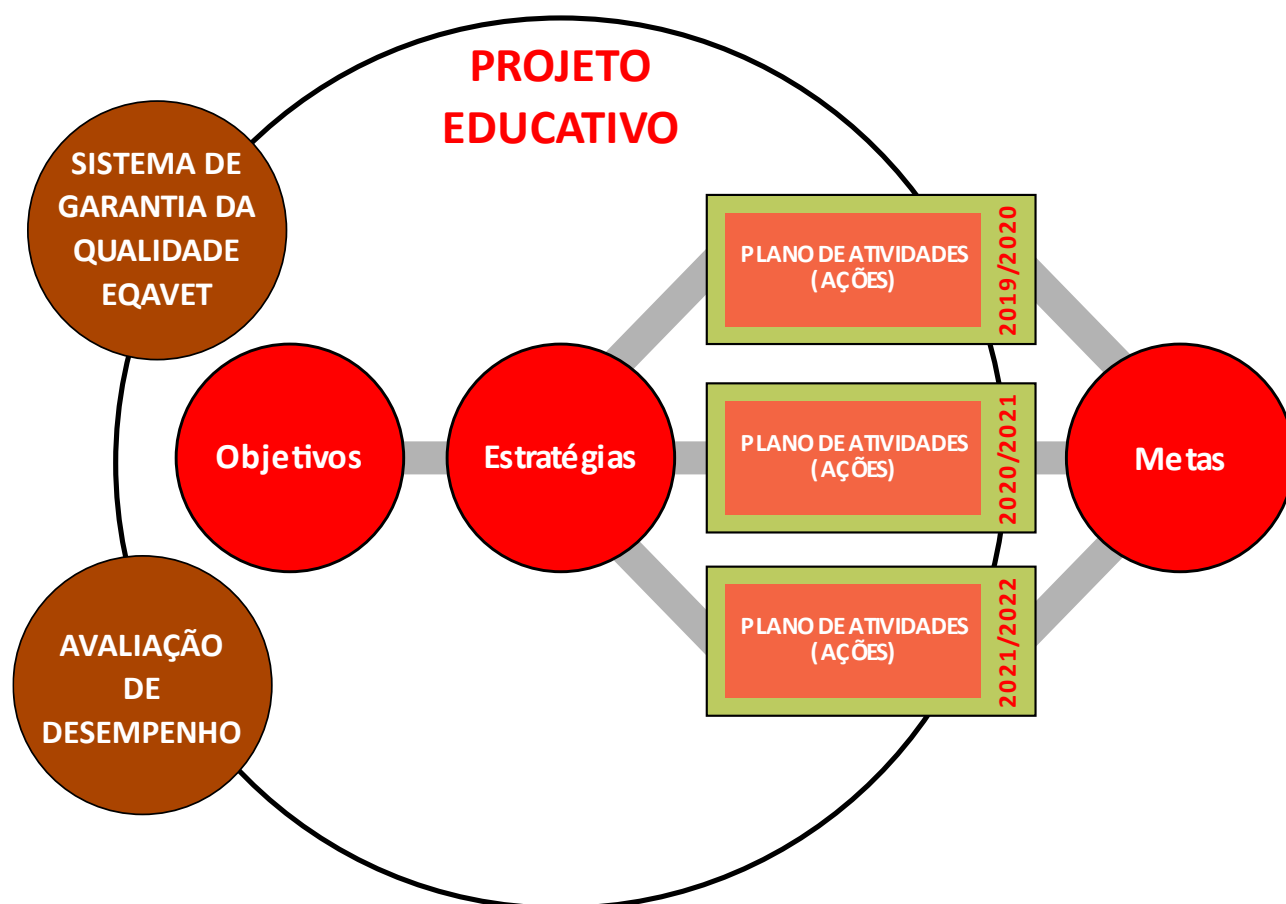 PROJETO
EDUCATIVO
SISTEMA DE
GARANTIA DA
QUALIDADE
EQAVET
PLANO DE ATIVIDADES
(AÇÕES)
2019/2020
Objetivos
Estratégias
PLANO DE ATIVIDADES
(AÇÕES)
2020/2021
Metas
PLANO DE ATIVIDADES
(AÇÕES)
2021/2022
AVALIAÇÃO
DE
DESEMPENHO